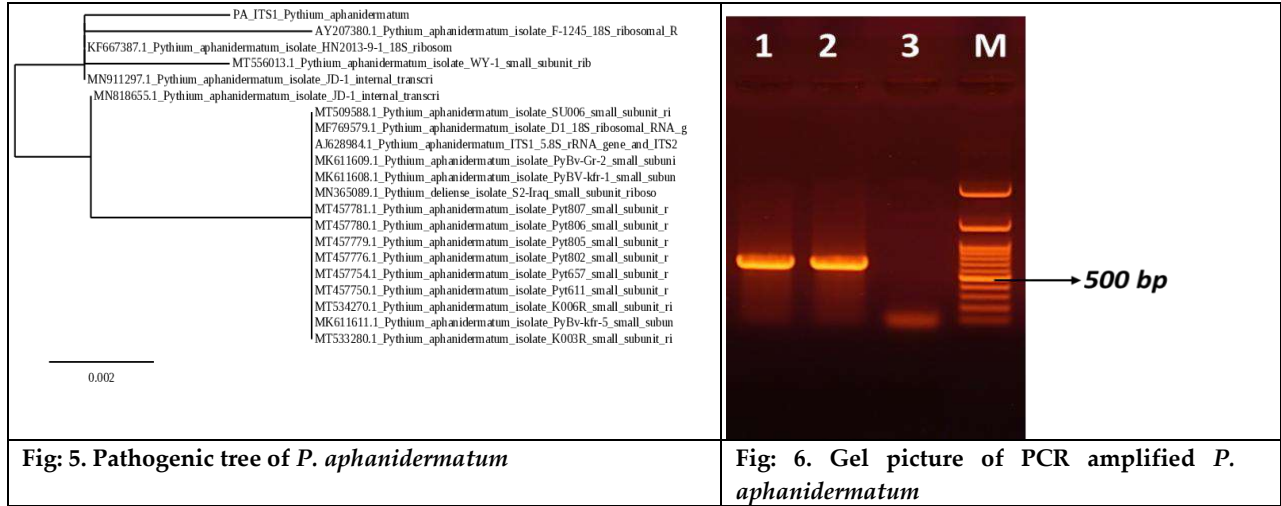 PA_ITS1_Pythium_aphanidermatum
AY207380.1_Pythium_aphanidermatum_isolate_F-1245_18S_ribosomal_R
KF667387.1_Pythium_aphanidermatum_isolate_HN2013-9-1_18S_ribosom
MT556013.1_Pythium_aphanidermatum_isolate_WY-1_small_subunit_rib
MN911297.1_Pythium_aphanidermatum_isolate_JD-1_internal_transcri
MN818655.1_Pythium_aphanidermatum_isolate_JD-1_internal_transcri
MT509588.1_Pythium_aphanidermatum_isolate_SU006_small_subunit_ri
MF769579.1_Pythium_aphanidermatum_isolate_D1_18S_ribosomal_RNA_g
AJ628984.1_Pythium_aphanidermatum_ITS1_5.8S_rRNA_gene_and_ITS2
MK611609.1_Pythium_aphanidermatum_isolate_PyBv-Gr-2_small_subuni
MK611608.1_Pythium_aphanidermatum_isolate_PyBV-kfr-1_small_subun
MN365089.1_Pythium_deliense_isolate_S2-Iraq_small_subunit_riboso
MT457781.1_Pythium_aphanidermatum_isolate_Pyt807_small_subunit_r
MT457780.1_Pythium_aphanidermatum_isolate_Pyt806_small_subunit_r
MT457779.1_Pythium_aphanidermatum_isolate_Pyt805_small_subunit_r
MT457776.1_Pythium_aphanidermatum_isolate_Pyt802_small_subunit_r
MT457754.1_Pythium_aphanidermatum_isolate_Pyt657_small_subunit_r
MT457750.1_Pythium_aphanidermatum_isolate_Pyt611_small_subunit_r
MT534270.1_Pythium_aphanidermatum_isolate_K006R_small_subunit_ri
MK611611.1_Pythium_aphanidermatum_isolate_PyBv-kfr-5_small_subun
MT533280.1_Pythium_aphanidermatum_isolate_K003R_small_subunit_ri
0.002
1 2 3 M
500 bp
Fig: 5. Pathogenic tree of P. aphanidermatum
Fig: 6. Gel picture of PCR amplified P.
aphanidermatum